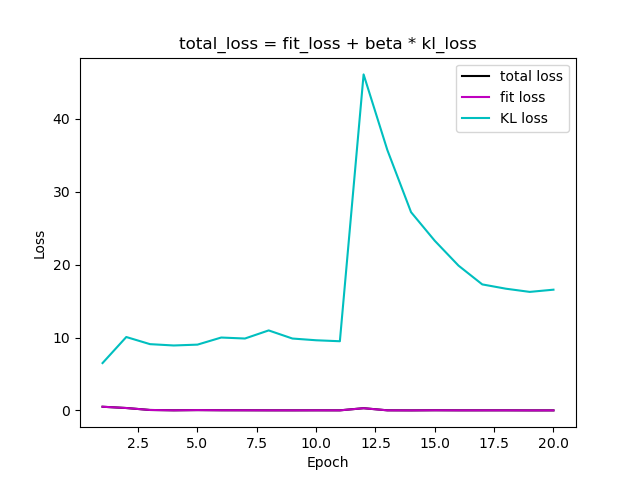 total_loss = fit_loss + beta * kl_loss
total loss
fit loss
KL loss
40
30
20
10
0
Loss
2.5 5.0 7.5 10.0 12.5 15.0 17.5 20.0
Epoch